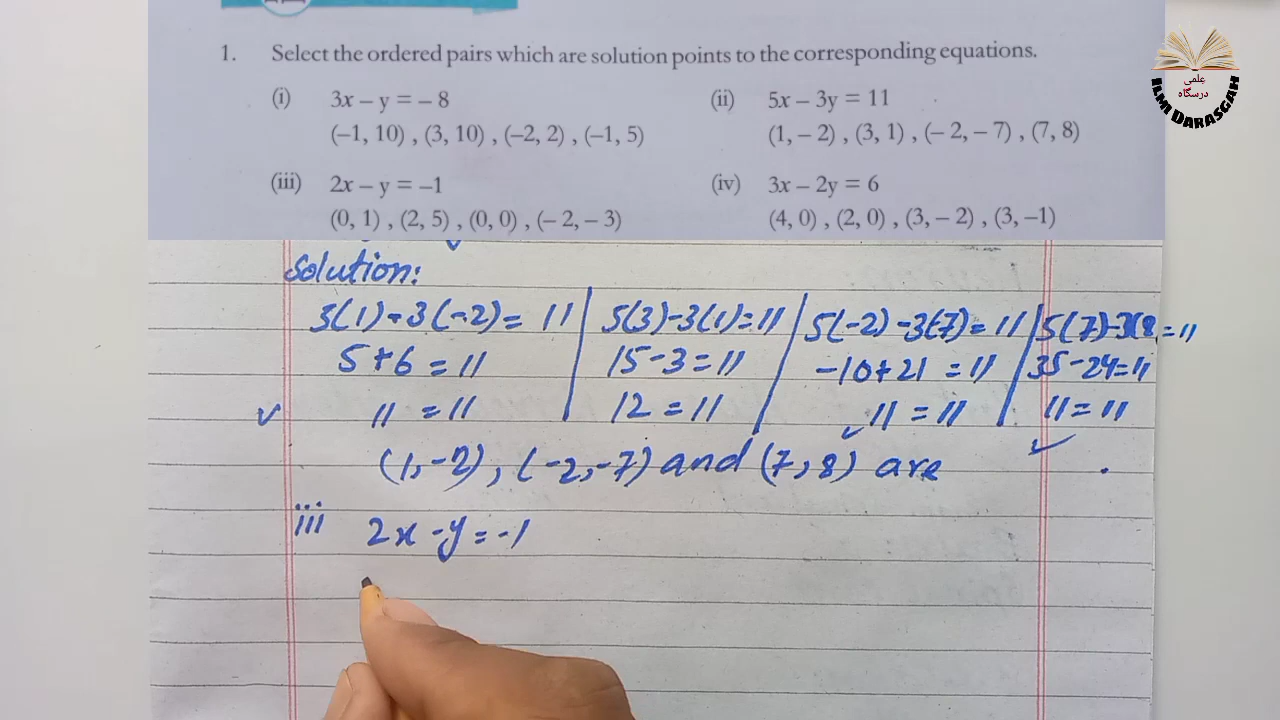 1. Select the ordered pairs which are solution points to the corresponding equations.
(i) 3x – y = – 8 (ii) 5x – 3y = 11
(–1, 10) , (3, 10) , (–2, 2) , (–1, 5) (1, – 2) , (3, 1) , (– 2, – 7) , (7, 8)
(iii) 2x – y = –1 (iv) 3x – 2y = 6
(0, 1) , (2, 5) , (0, 0) , (– 2, – 3) (4, 0) , (2, 0) , (3, – 2) , (3, –1)
علمی
درسگاہ
ILMI DARASGAH
Solution:
3(1)-3(-2)= 11 5(3)-3(1)=11 5(-2)-3(7)=11 5(7)-3(8=11
5+6=11 15-3=11 -10+21=11 35-24=11
11=11 12=11 11=11 11=11
(1,-2), (-2,-7) and (7,8) are
iii 2x-y=-1